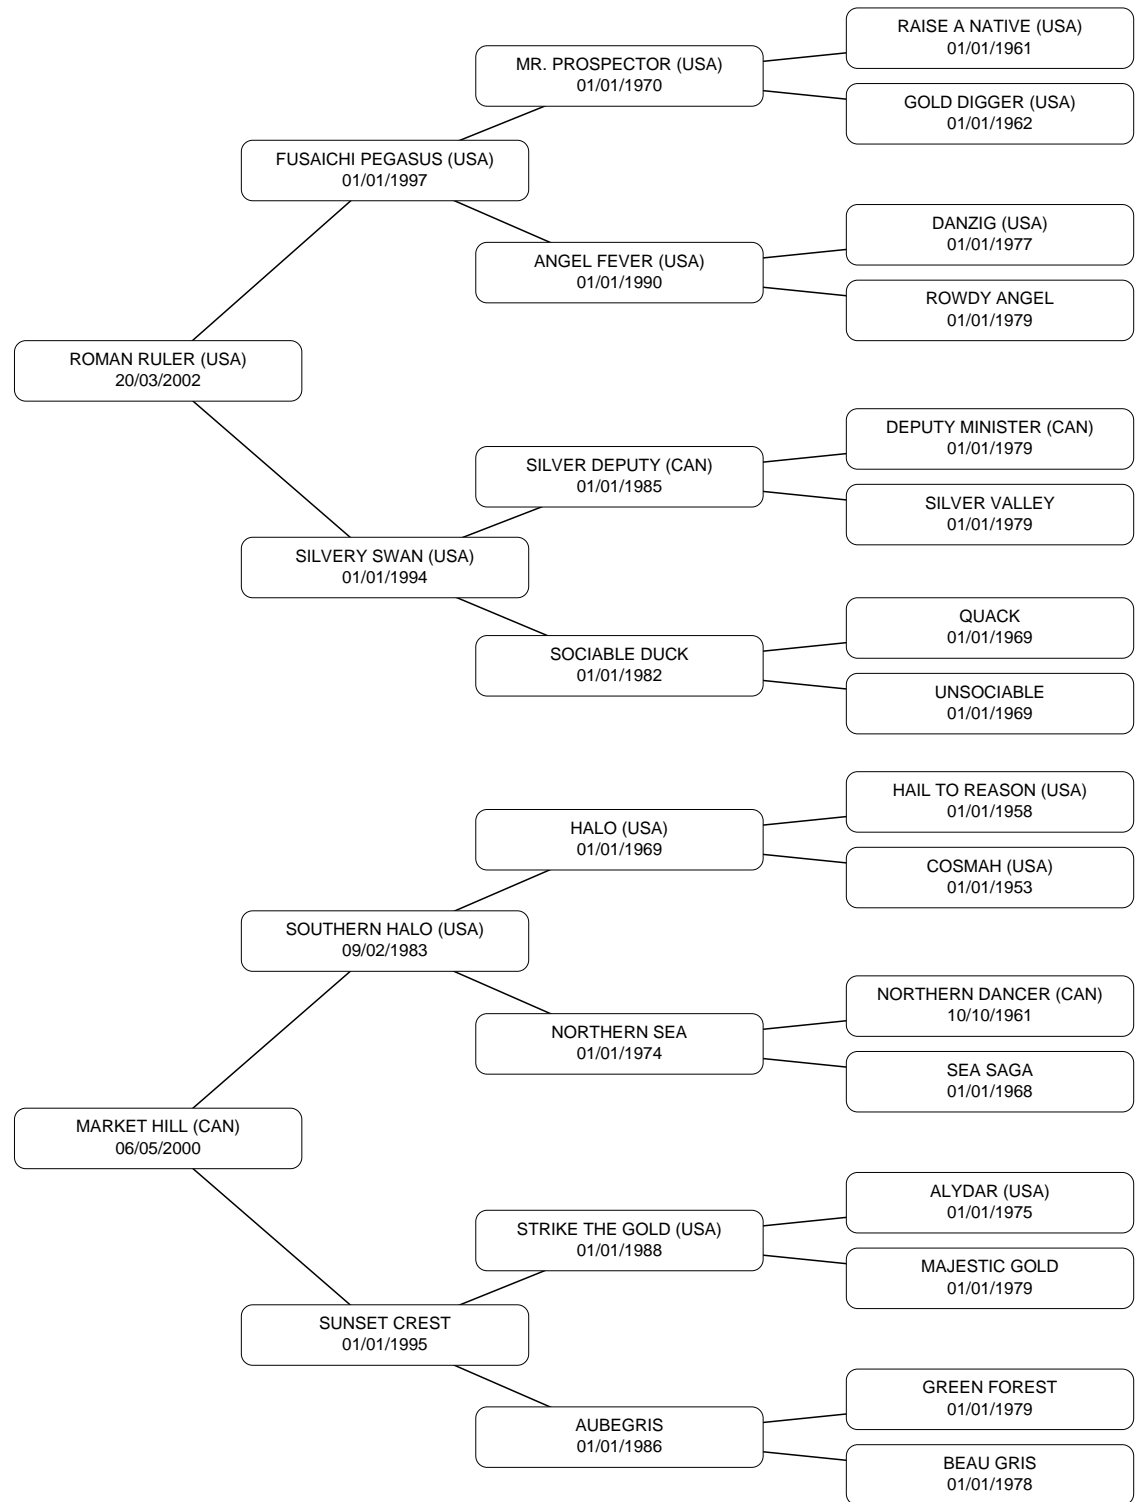 RAISE A NATIVE (USA)
01/01/1961
MR. PROSPECTOR (USA)
01/01/1970
GOLD DIGGER (USA)
01/01/1962
FUSAICHI PEGASUS (USA)
01/01/1997
DANZIG (USA)
01/01/1977
ANGEL FEVER (USA)
01/01/1990
ROWDY ANGEL
01/01/1979
ROMAN RULER (USA)
20/03/2002
DEPUTY MINISTER (CAN)
01/01/1979
SILVER DEPUTY (CAN)
01/01/1985
SILVER VALLEY
01/01/1979
SILVERY SWAN (USA)
01/01/1994
QUACK
01/01/1969
SOCIABLE DUCK
01/01/1982
UNSOCIABLE
01/01/1969
HAIL TO REASON (USA)
01/01/1958
HALO (USA)
01/01/1969
COSMAH (USA)
01/01/1953
SOUTHERN HALO (USA)
09/02/1983
NORTHERN DANCER (CAN)
10/10/1961
NORTHERN SEA
01/01/1974
SEA SAGA
01/01/1968
MARKET HILL (CAN)
06/05/2000
ALYDAR (USA)
01/01/1975
STRIKE THE GOLD (USA)
01/01/1988
MAJESTIC GOLD
01/01/1979
SUNSET CREST
01/01/1995
GREEN FOREST
01/01/1979
AUBEGRIS
01/01/1986
BEAU GRIS
01/01/1978